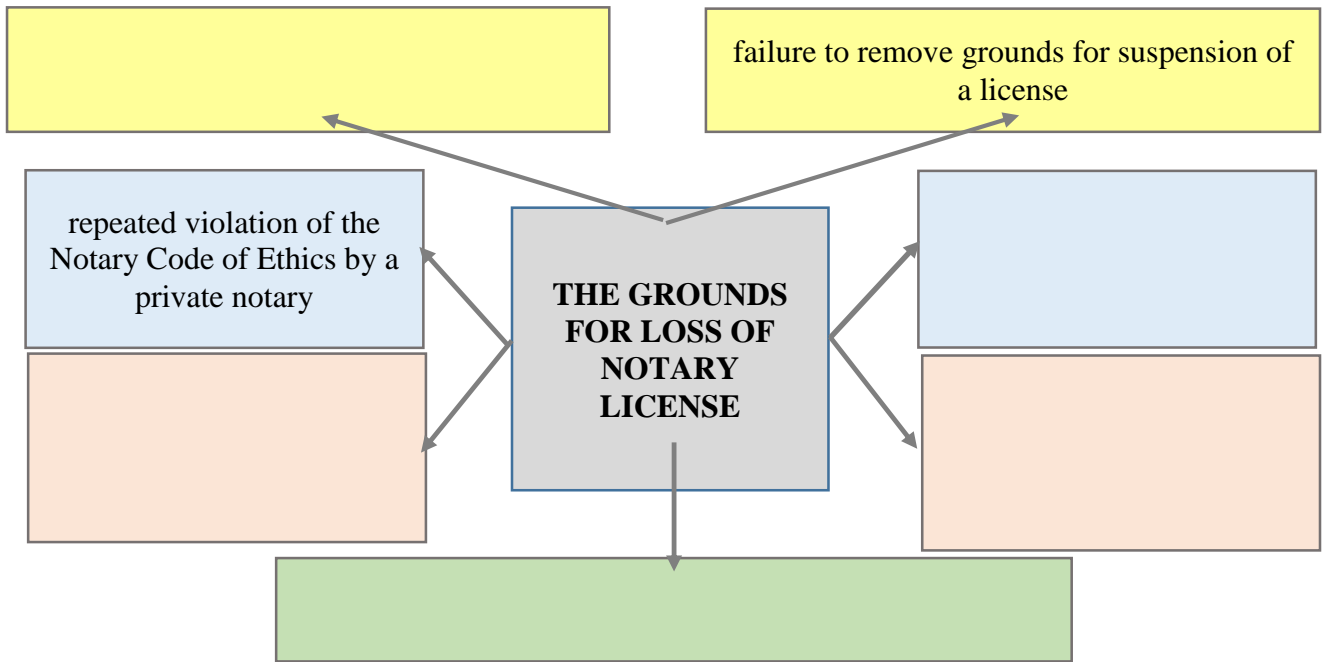 failure to remove grounds for suspension of
a license
repeated violation of the
Notary Code of Ethics by a
private notary
THE GROUNDS
FOR LOSS OF
NOTARY
LICENSE